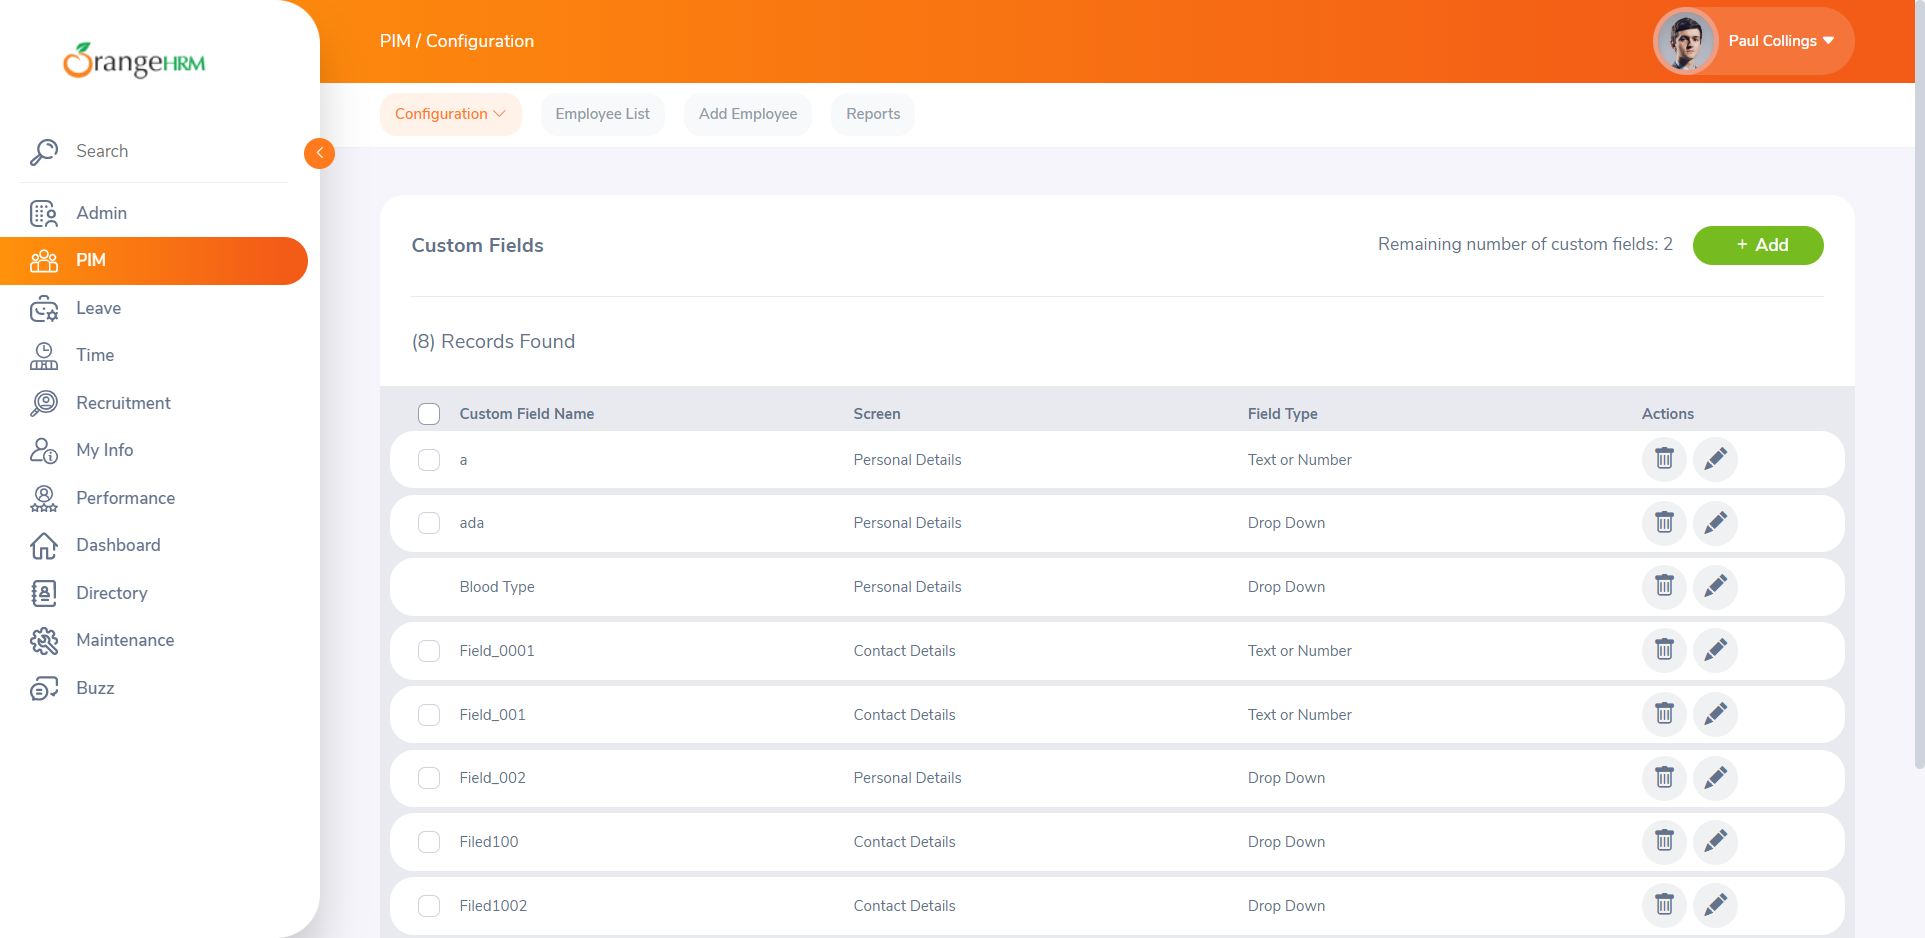 OrangeHRM
PIM / Configuration
Paul Collings
Configuration
Employee List
Add Employee
Reports
Search
Admin
PIM
Leave
Time
Recruitment
My Info
Performance
Dashboard
Directory
Maintenance
Buzz
Custom Fields
Remaining number of custom fields: 2
+ Add
(8) Records Found
Custom Field Name Screen Field Type Actions
a Personal Details Text or Number
ada Personal Details Drop Down
Blood Type Personal Details Drop Down
Field_0001 Contact Details Text or Number
Field_001 Contact Details Text or Number
Field_002 Personal Details Drop Down
Filed100 Contact Details Drop Down
Filed1002 Contact Details Drop Down